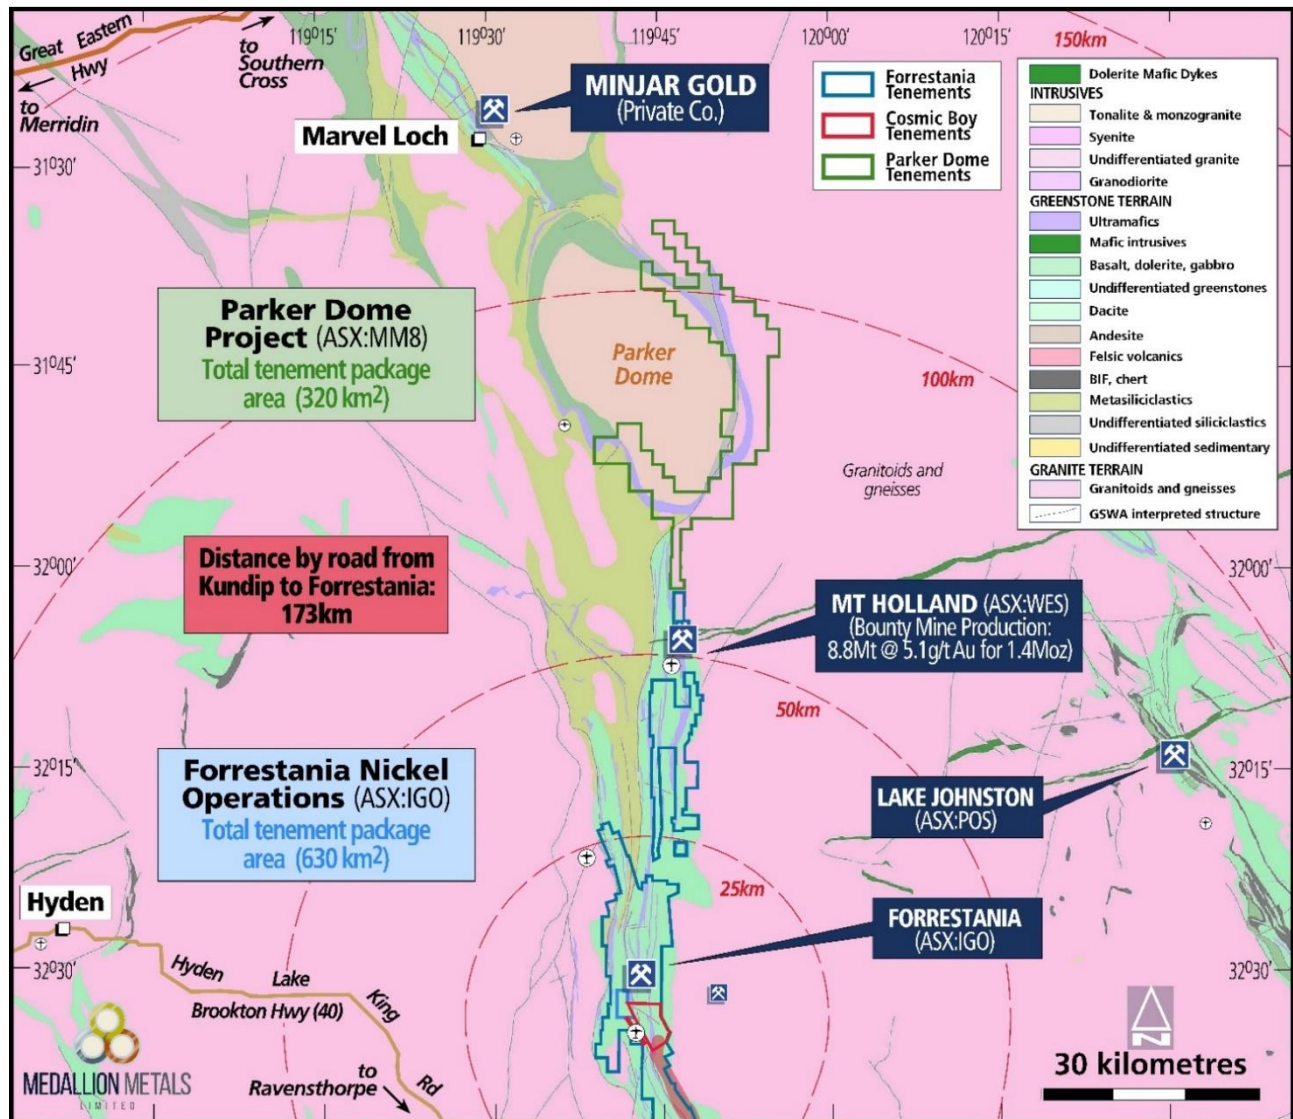 119°15'
119°30'
119°45'
120°00'
120°15'
150km
Great Eastern
Hwy
to
Merridin
to
Southern
Cross
MINJAR GOLD
(Private Co.)
Marvel Loch
Forrestania
Tenements
Cosmic Boy
Tenements
Parker Dome
Tenements
Dolerite Mafic Dykes
INTRUSIVES
Tonalite & monzogranite
Syenite
Undifferentiated granite
Granodiorite
GREENSTONE TERRAIN
Ultramafics
Mafic intrusives
Basalt, dolerite, gabbro
Undifferentiated greenstones
Dacite
Andesite
Felsic volcanics
BIF, chert
Metasiliciclastics
Undifferentiated siliciclastics
Undifferentiated sedimentary
GRANITE TERRAIN
Granitoids and gneisses
GSWA interpreted structure
31°30'
Parker Dome
Project (ASX:MM8)
Total tenement package
area (320 km²)
Parker
Dome
31°45'
100km
Granitoids and
gneisses
Distance by road from
Kundip to Forrestania:
173km
32°00'
32°00'
MT HOLLAND (ASX:WES)
(Bounty Mine Production:
8.8Mt @ 5.1g/t Au for 1.4Moz)
50km
Forrestania Nickel
Operations (ASX:IGO)
Total tenement package
area (630 km²)
32°15'
32°15'
LAKE JOHNSTON
(ASX:POS)
25km
Hyden
FORRESTANIA
(ASX:IGO)
32°30'
32°30'
Hyden Lake King Rd
Brookton Hwy (40)
to
Ravensthorpe
MEDALLION METALS
LIMITED
N
30 kilometres